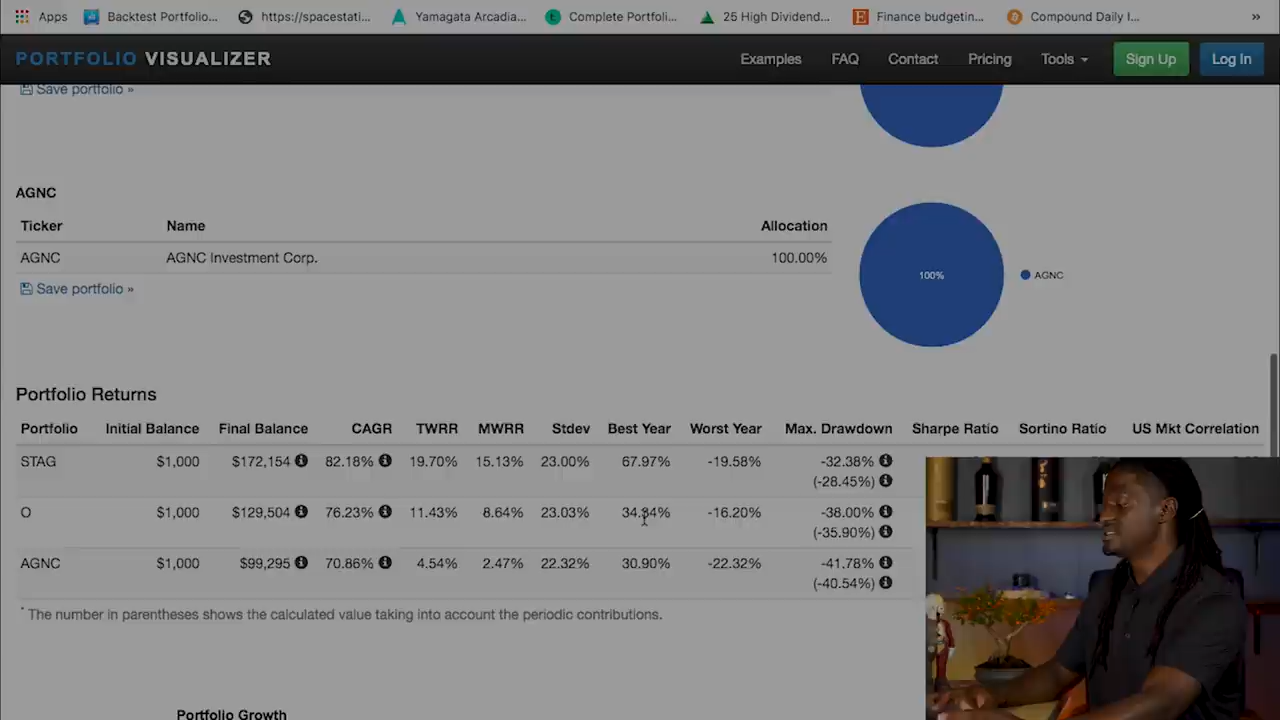 Apps Backtest Portfolio... https://spacestati... Yamagata Arcadia... Complete Portfoli... 25 High Dividend... Finance budgetin... Compound Daily I... »
PORTFOLIO VISUALIZER Examples FAQ Contact Pricing Tools Sign Up Log In
Save portfolio »
AGNC
Ticker Name Allocation
AGNC AGNC Investment Corp. 100.00%
100% AGNC
Save portfolio »
Portfolio Returns
Portfolio Initial Balance Final Balance CAGR TWRR MWRR Stdev Best Year Worst Year Max. Drawdown Sharpe Ratio Sortino Ratio US Mkt Correlation
STAG $1,000 $172,154 82.18% 19.70% 15.13% 23.00% 67.97% -19.58% -32.38%
(-28.45%)
O $1,000 $129,504 76.23% 11.43% 8.64% 23.03% -16.20% -38.00%
(-35.90%)
AGNC $1,000 $99,295 70.86% 4.54% 2.47% 22.32% 30.90% -22.32% -41.78%
(-40.54%)
* The number in parentheses shows the calculated value taking into account the periodic contributions.
Portfolio Growth